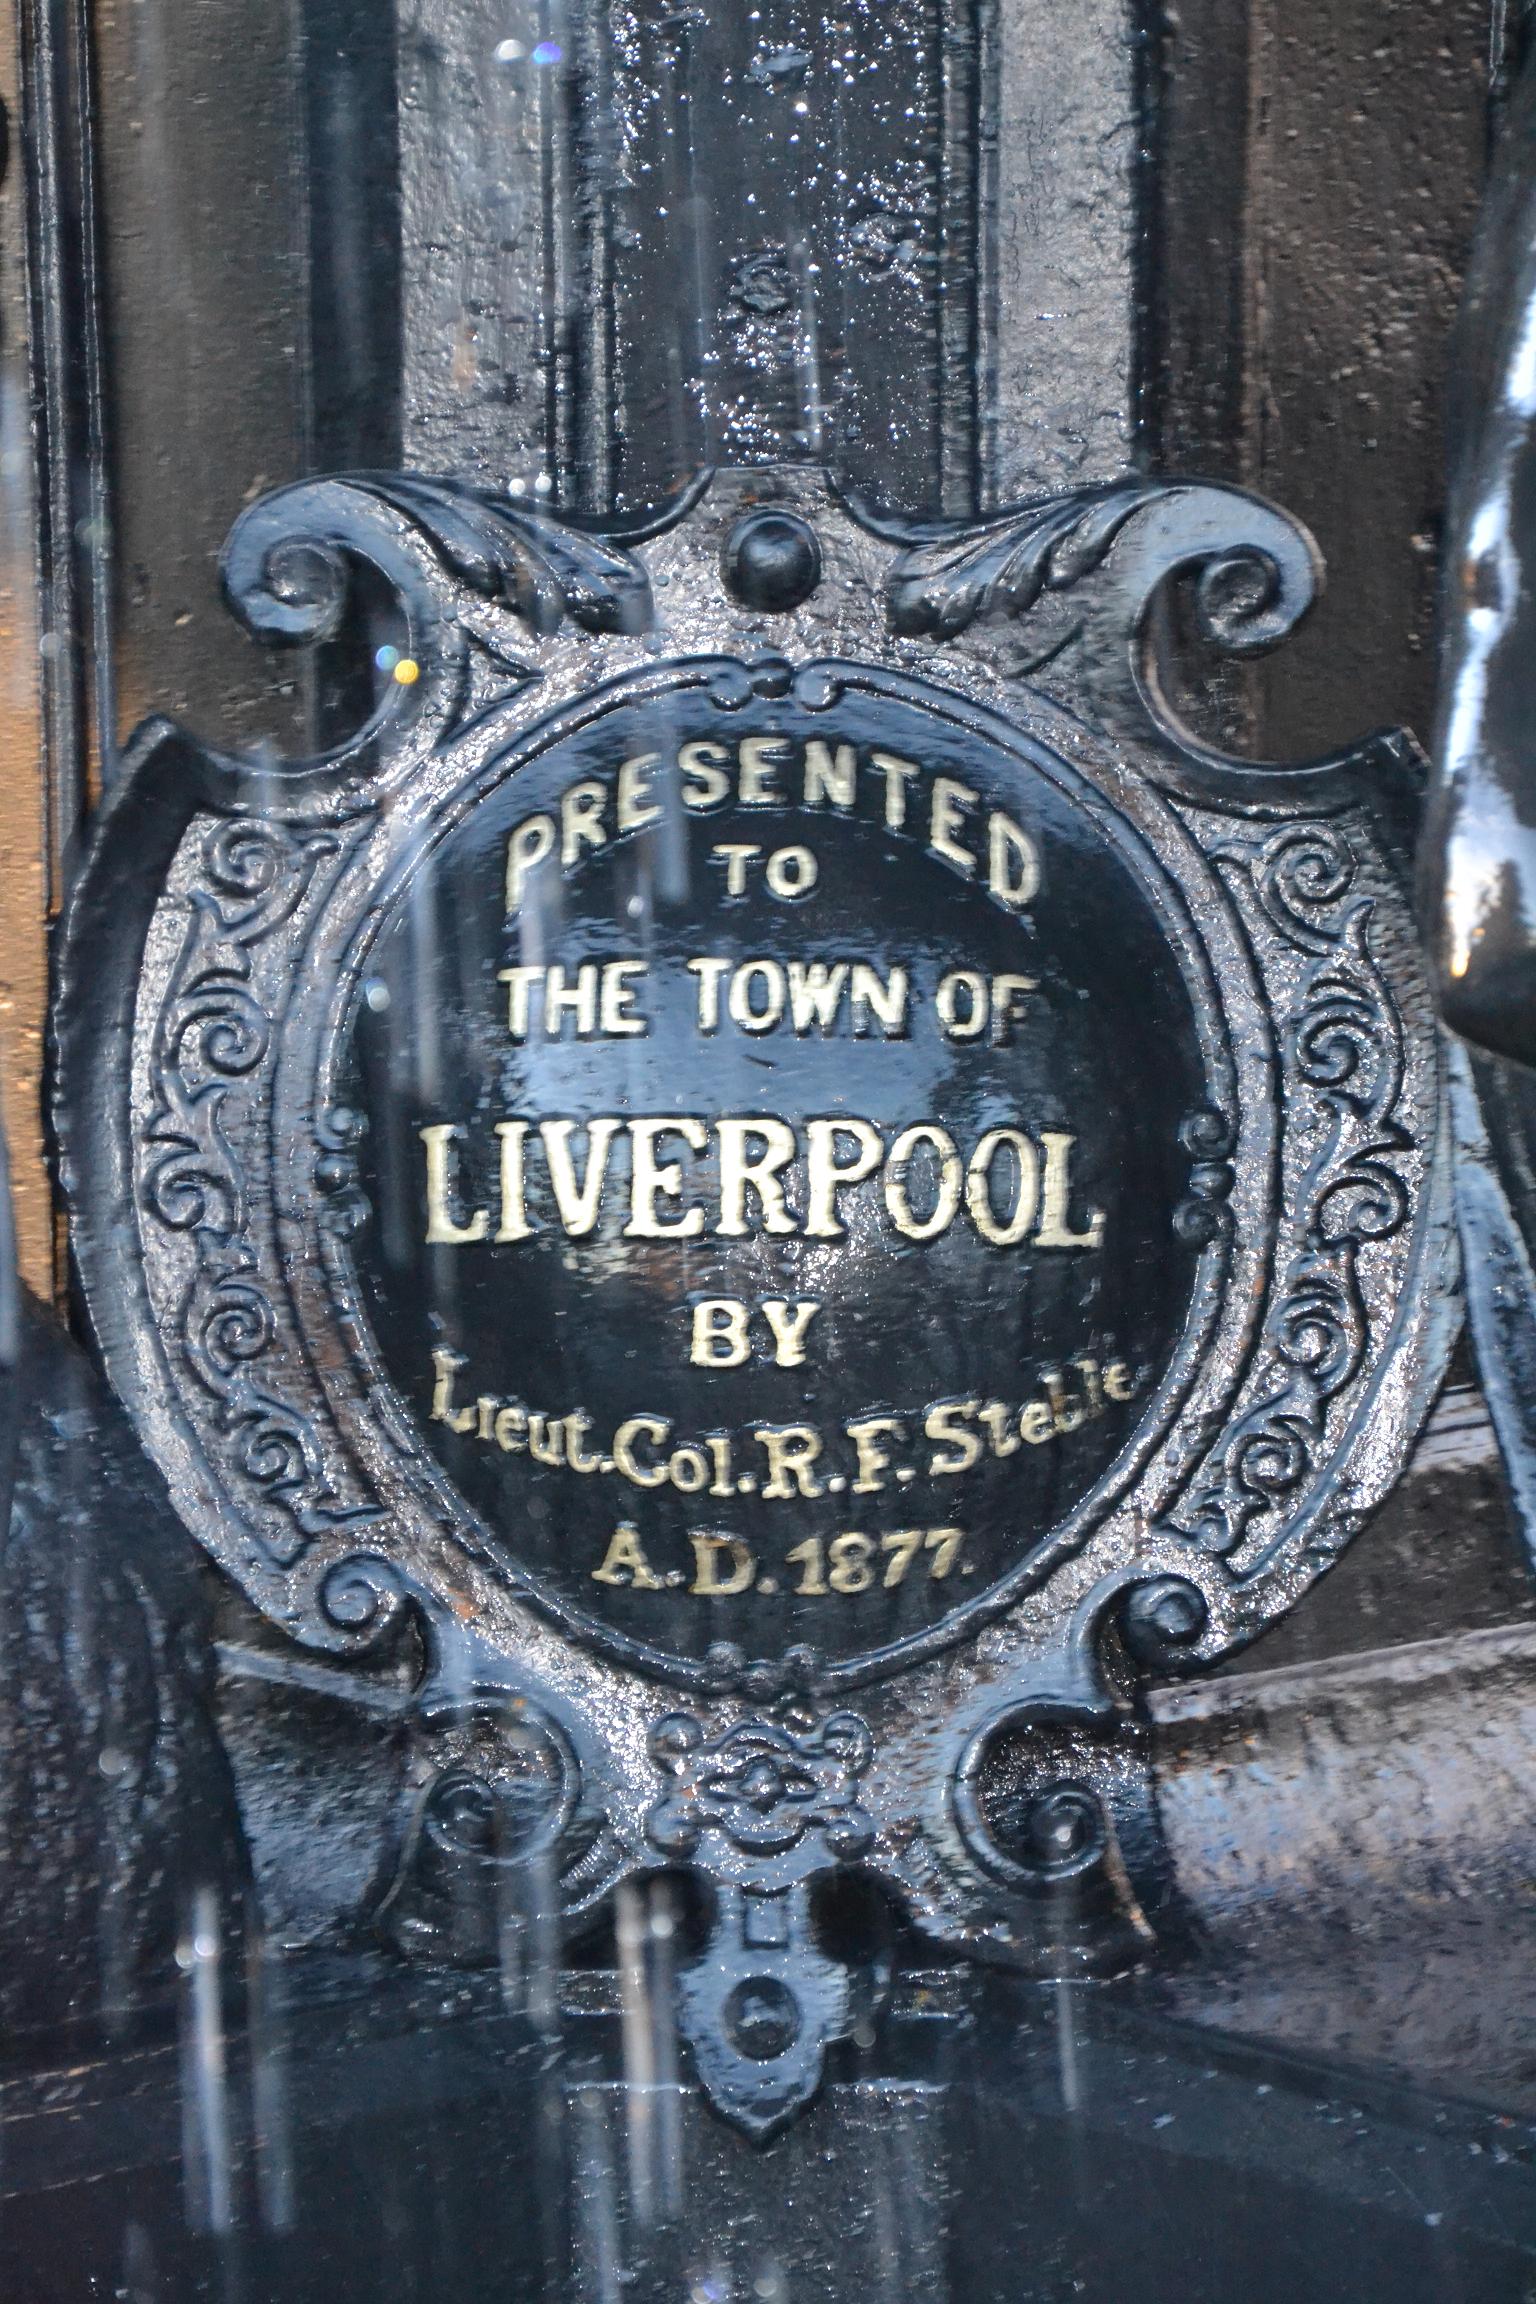 PRESENTED
TO
THE TOWN OF
LIVERPOOL
BY
Lieut. Col. R. F. Steble
A.D. 1877.